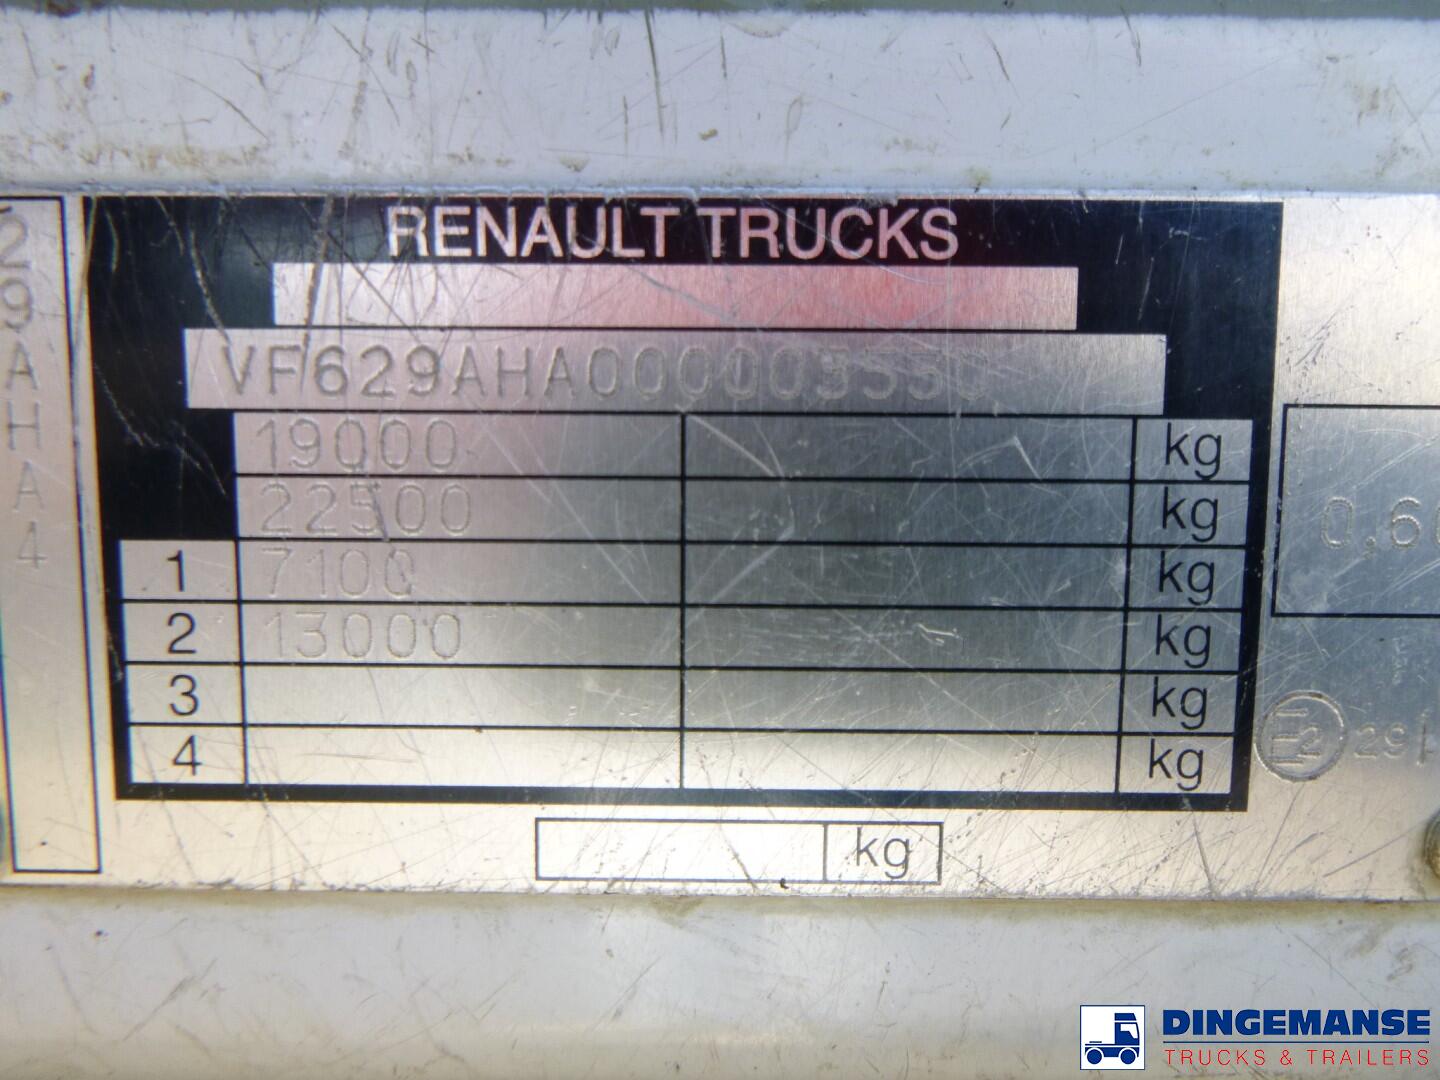 29AHA4
RENAULT TRUCKS
19000 kg
22500 kg
1 7100 kg
2 13000 kg
3 kg
4 kg
kg
E2
DINGEMANSE
TRUCKS & TRAILERS